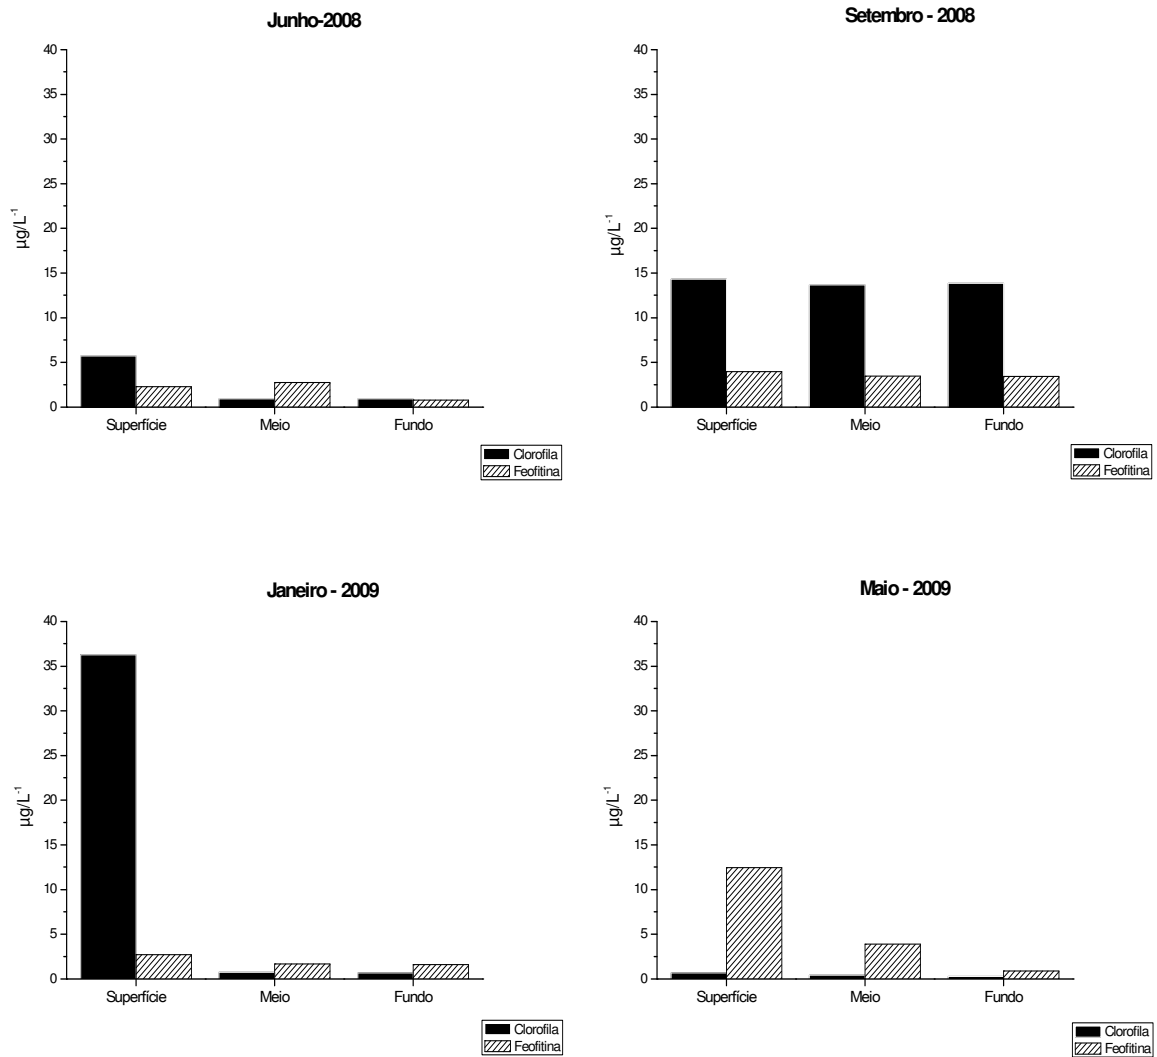 Junho-2008
40
35
30
25
20
15
10
5
0
µg/L⁻¹
Superfície Meio Fundo
Clorofila
Feofitina
Setembro - 2008
40
35
30
25
20
15
10
5
0
µg/L⁻¹
Superfície Meio Fundo
Clorofila
Feofitina
Janeiro - 2009
40
35
30
25
20
15
10
5
0
µg/L⁻¹
Superfície Meio Fundo
Clorofila
Feofitina
Maio - 2009
40
35
30
25
20
15
10
5
0
µg/L⁻¹
Superfície Meio Fundo
Clorofila
Feofitina